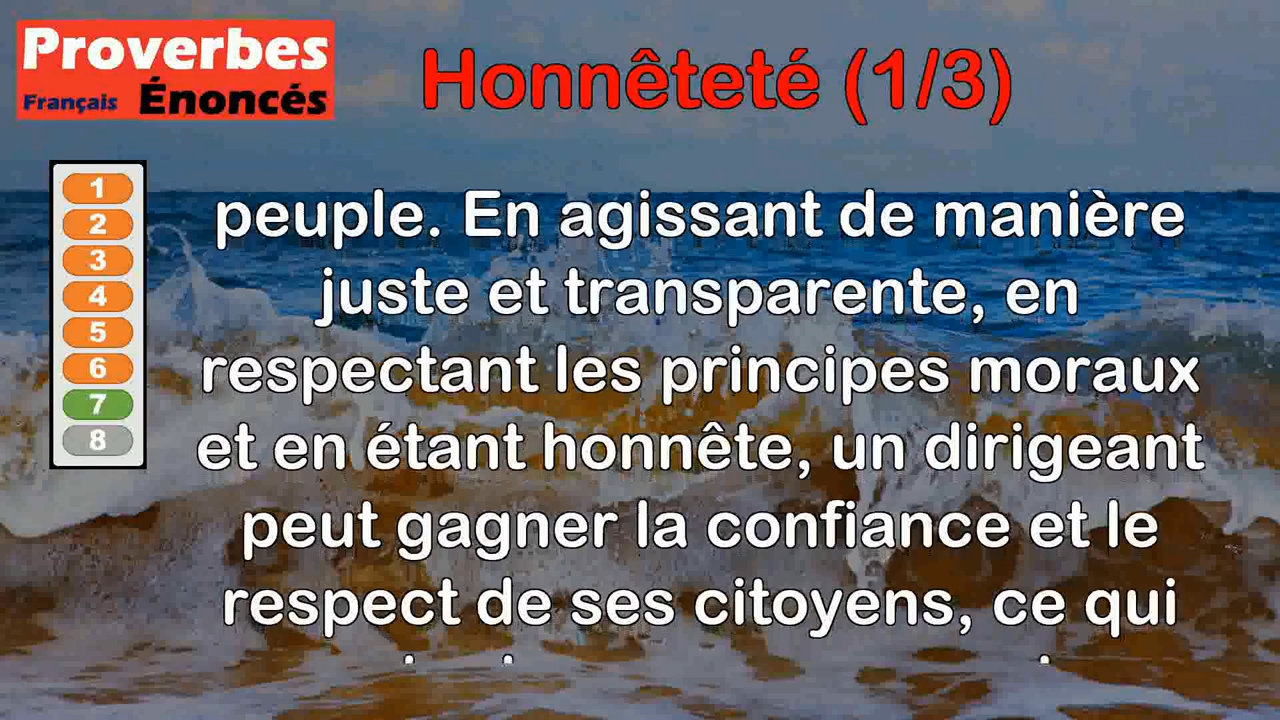 Proverbes
Français Énoncés
Honnêteté (1/3)
1
2
3
4
5
6
7
8
peuple. En agissant de manière
juste et transparente, en
respectant les principes moraux
et en étant honnête, un dirigeant
peut gagner la confiance et le
respect de ses citoyens, ce qui